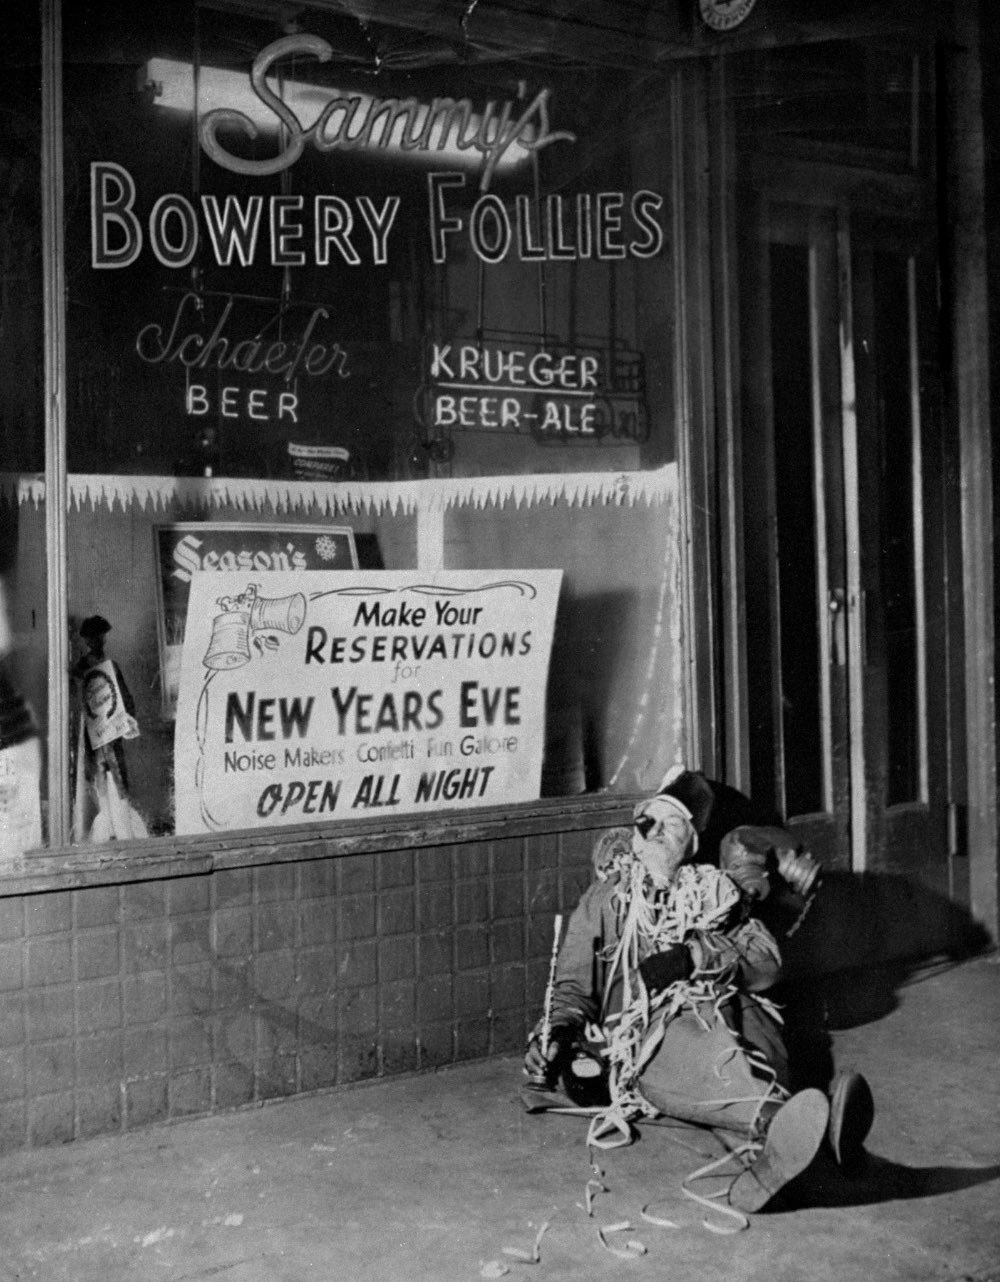 TELEPHONE
Sammy's
BOWERY FOLLIES
Schaefer
BEER
KRUEGER
BEER-ALE
Season's
Make Your
RESERVATIONS
for
NEW YEARS EVE
Noise Makers Confetti Fun Galore
OPEN ALL NIGHT